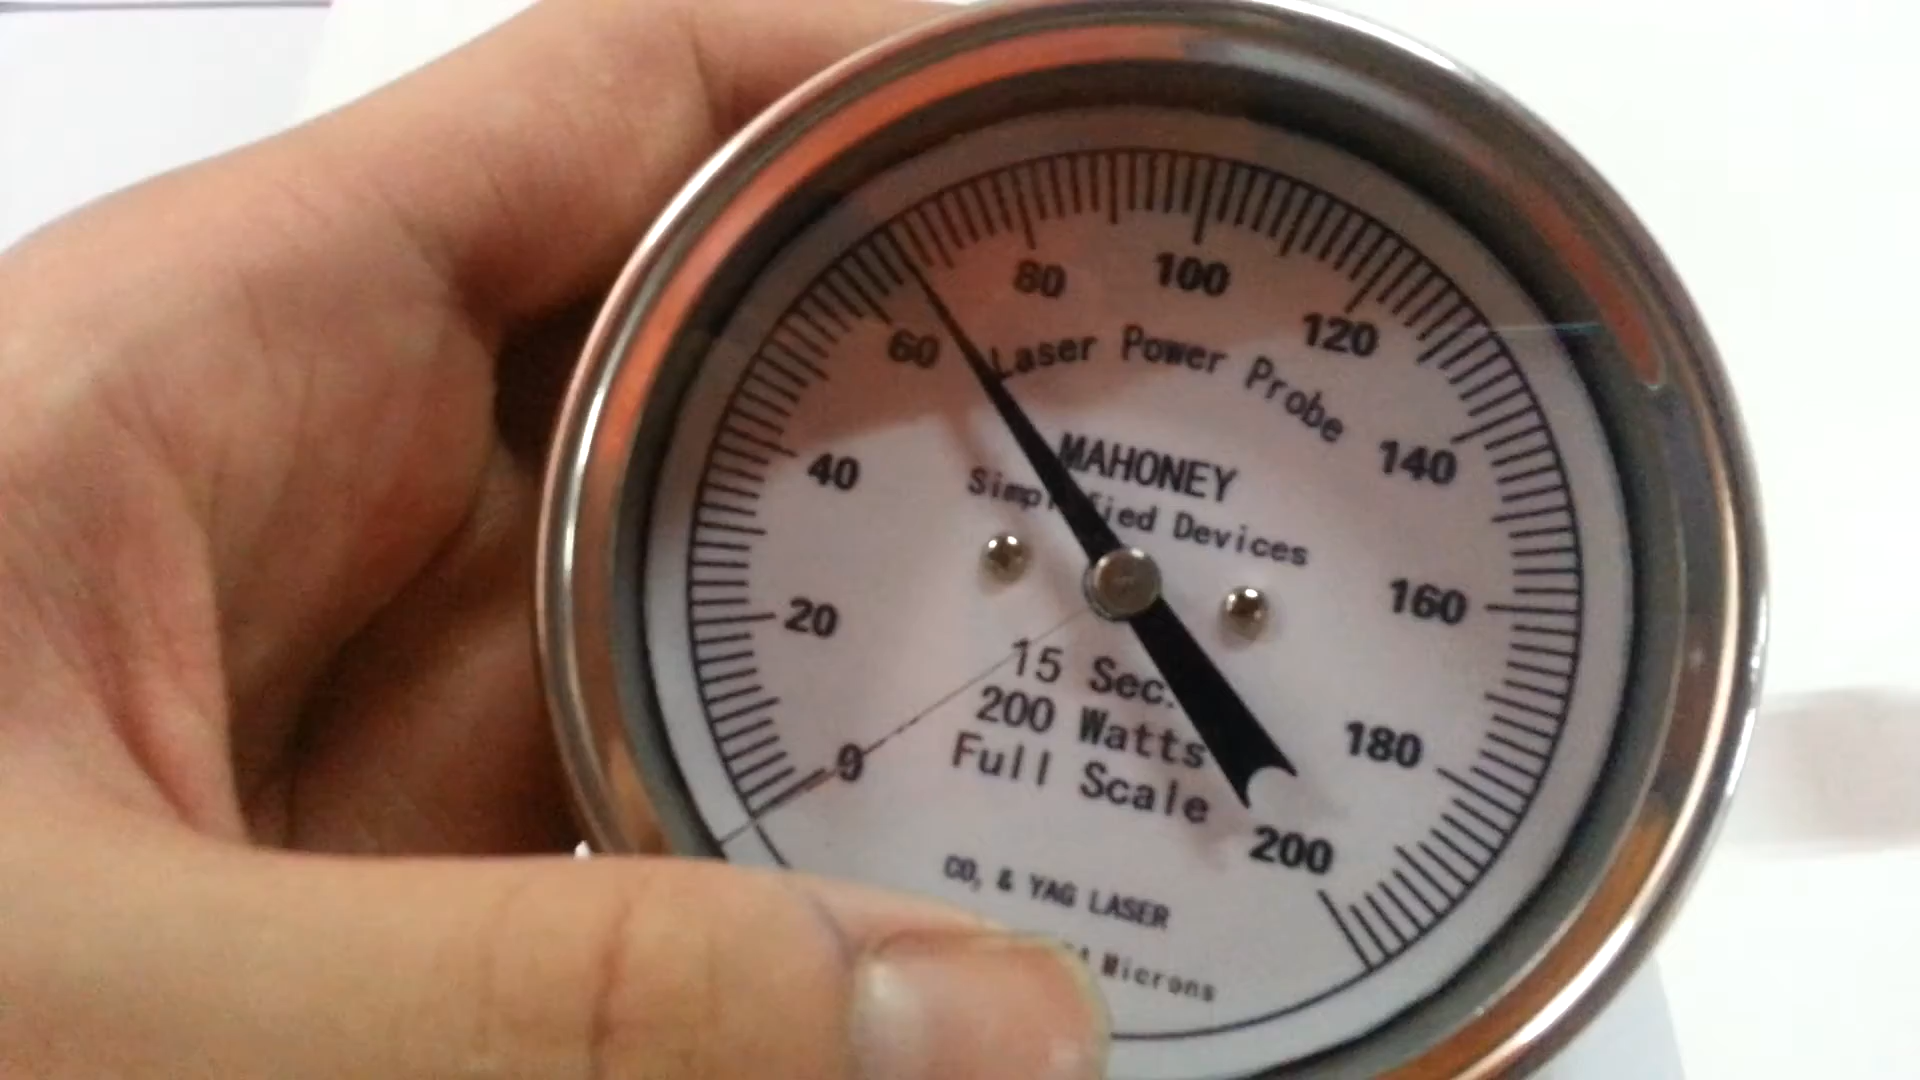 80
100
60
120
Laser Power Probe
40
140
MAHONEY
Simplified Devices
20
160
15 Sec.
200 Watts
Full Scale
0
180
200
CO₂ & YAG LASER
Microns